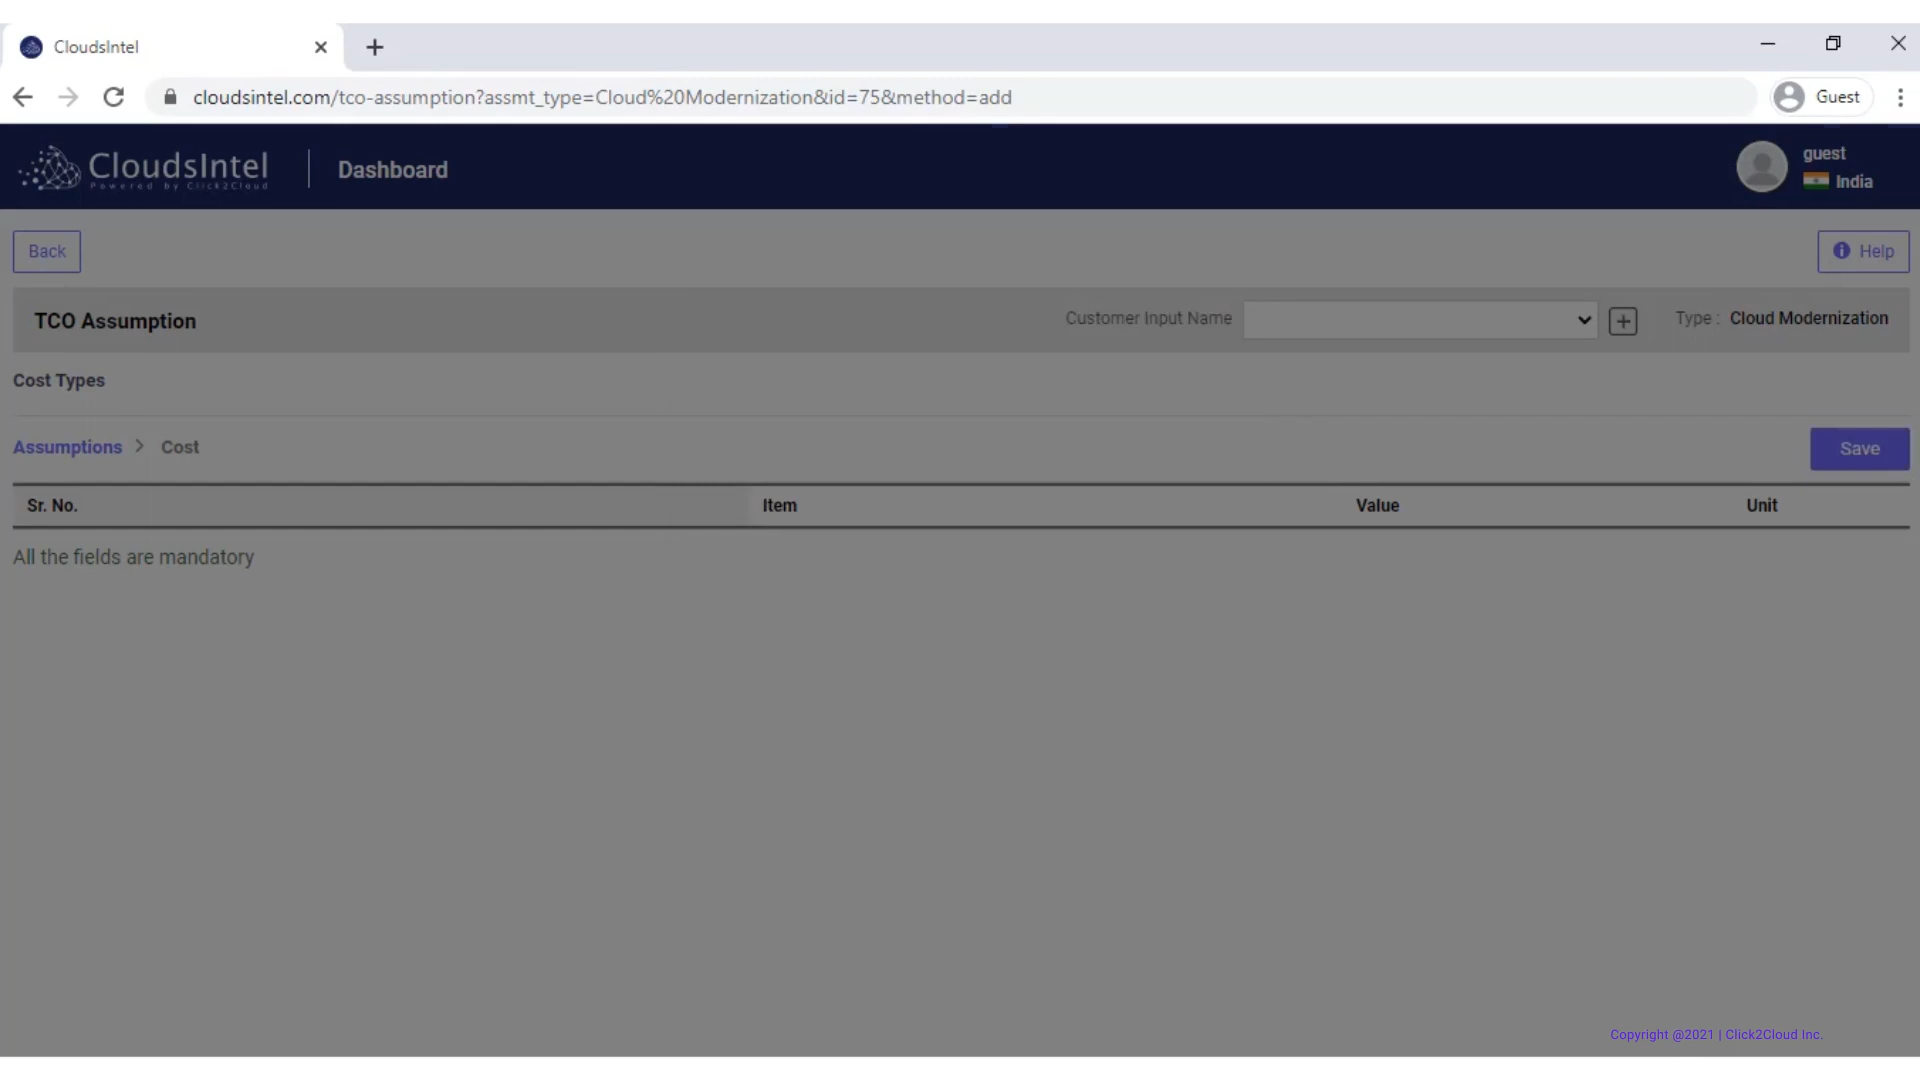 CloudsIntel
cloudsintel.com/tco-assumption?assmt_type=Cloud%20Modernization&id=75&method=add
Guest
CloudsIntel
Powered by Click2Cloud
Dashboard
guest
India
Back
Help
TCO Assumption
Customer Input Name
Type : Cloud Modernization
Cost Types
Assumptions > Cost
Save
Sr. No. Item Value Unit
All the fields are mandatory
Copyright @2021 | Click2Cloud Inc.